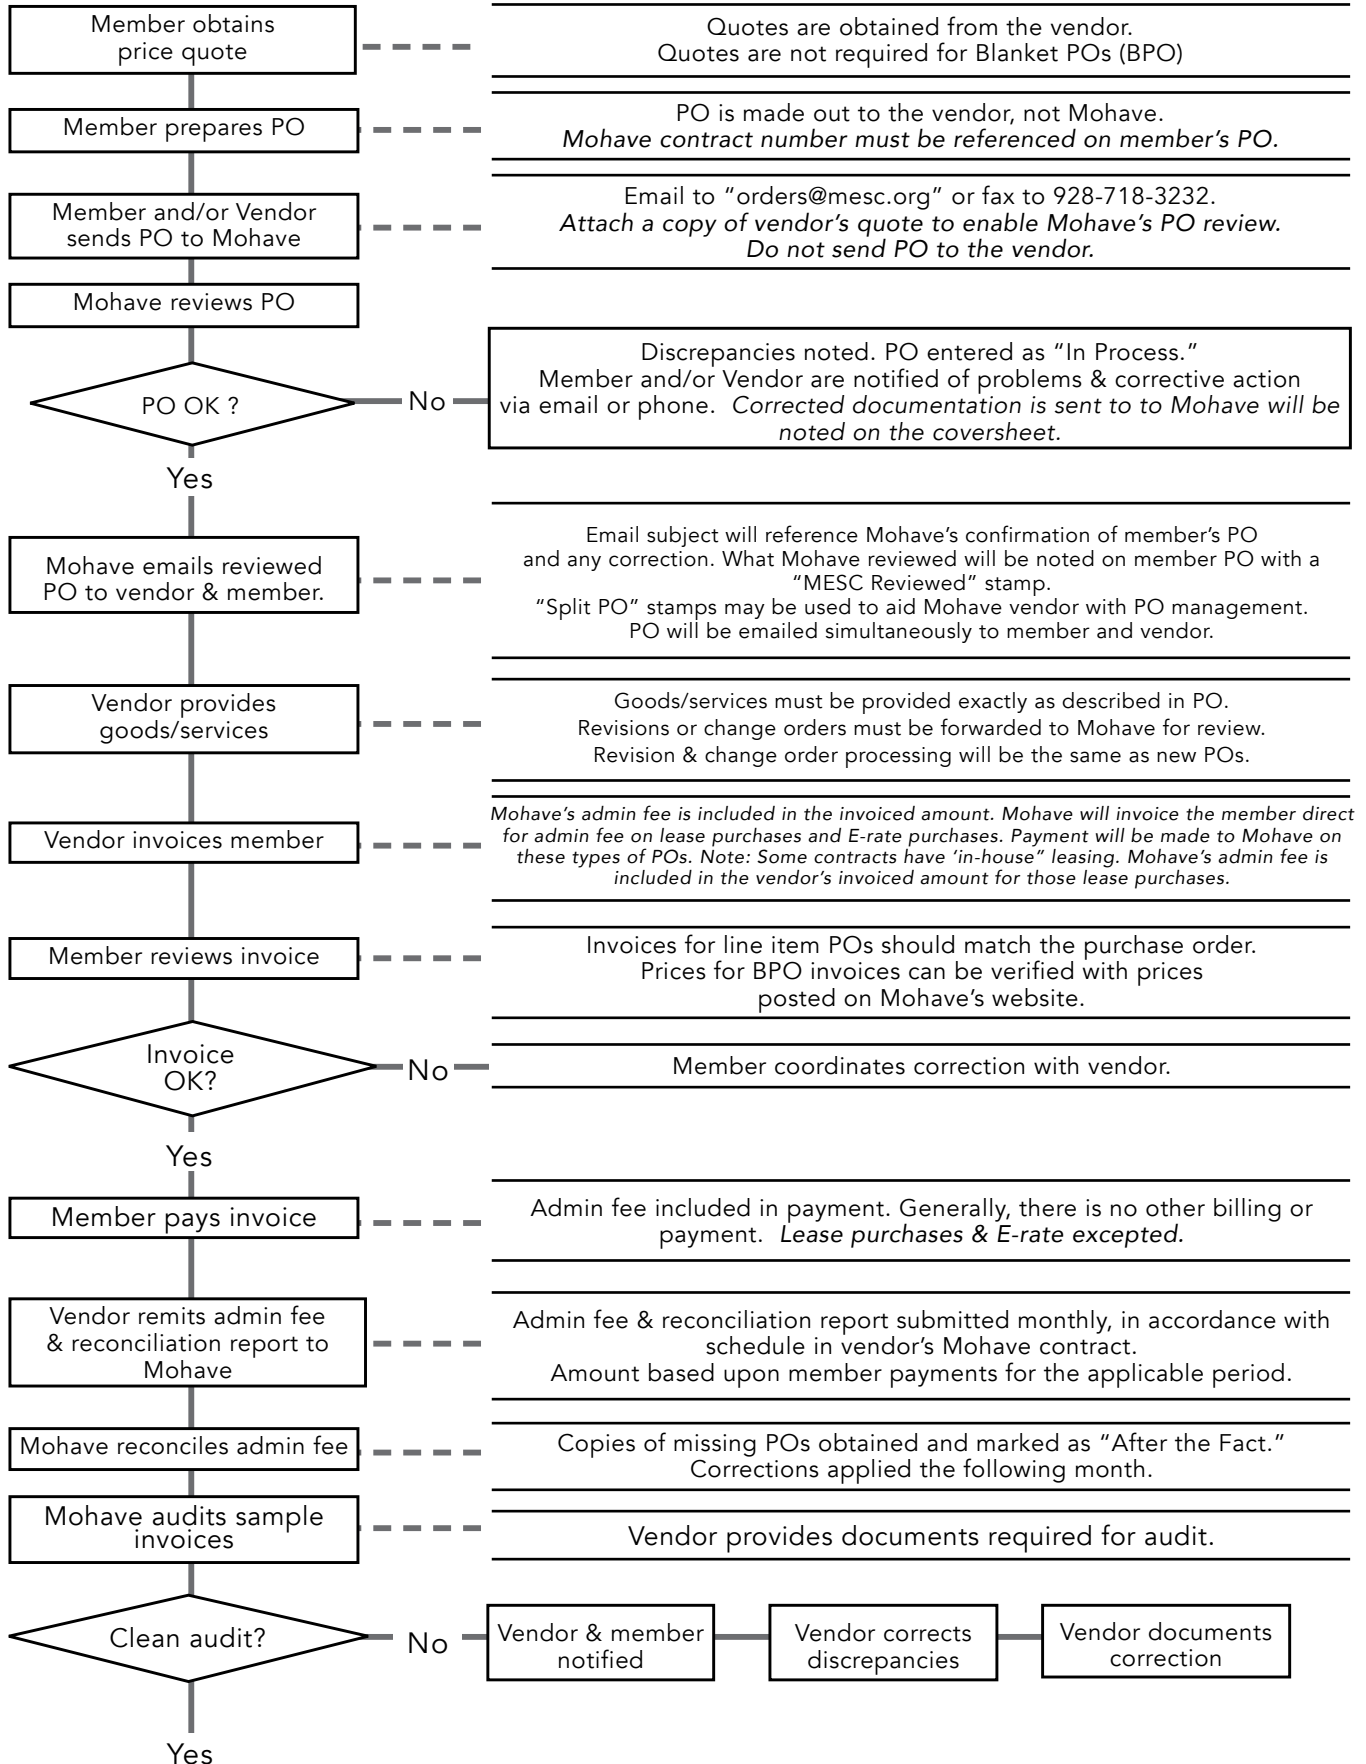 Member obtains
price quote
Quotes are obtained from the vendor.
Quotes are not required for Blanket POs (BPO)
Member prepares PO
PO is made out to the vendor, not Mohave.
Mohave contract number must be referenced on member's PO.
Member and/or Vendor
sends PO to Mohave
Email to "orders@mesc.org" or fax to 928-718-3232.
Attach a copy of vendor's quote to enable Mohave's PO review.
Do not send PO to the vendor.
Mohave reviews PO
PO OK ?
No
Discrepancies noted. PO entered as "In Process."
Member and/or Vendor are notified of problems & corrective action
via email or phone. Corrected documentation is sent to to Mohave will be
noted on the coversheet.
Yes
Mohave emails reviewed
PO to vendor & member.
Email subject will reference Mohave's confirmation of member's PO
and any correction. What Mohave reviewed will be noted on member PO with a
"MESC Reviewed" stamp.
"Split PO" stamps may be used to aid Mohave vendor with PO management.
PO will be emailed simultaneously to member and vendor.
Vendor provides
goods/services
Goods/services must be provided exactly as described in PO.
Revisions or change orders must be forwarded to Mohave for review.
Revision & change order processing will be the same as new POs.
Vendor invoices member
Mohave's admin fee is included in the invoiced amount. Mohave will invoice the member direct
for admin fee on lease purchases and E-rate purchases. Payment will be made to Mohave on
these types of POs. Note: Some contracts have 'in-house" leasing. Mohave's admin fee is
included in the vendor's invoiced amount for those lease purchases.
Member reviews invoice
Invoices for line item POs should match the purchase order.
Prices for BPO invoices can be verified with prices
posted on Mohave's website.
Invoice
OK?
No
Member coordinates correction with vendor.
Yes
Member pays invoice
Admin fee included in payment. Generally, there is no other billing or
payment. Lease purchases & E-rate excepted.
Vendor remits admin fee
& reconciliation report to
Mohave
Admin fee & reconciliation report submitted monthly, in accordance with
schedule in vendor's Mohave contract.
Amount based upon member payments for the applicable period.
Mohave reconciles admin fee
Copies of missing POs obtained and marked as "After the Fact."
Corrections applied the following month.
Mohave audits sample
invoices
Vendor provides documents required for audit.
Clean audit?
No
Vendor & member
notified
Vendor corrects
discrepancies
Vendor documents
correction
Yes